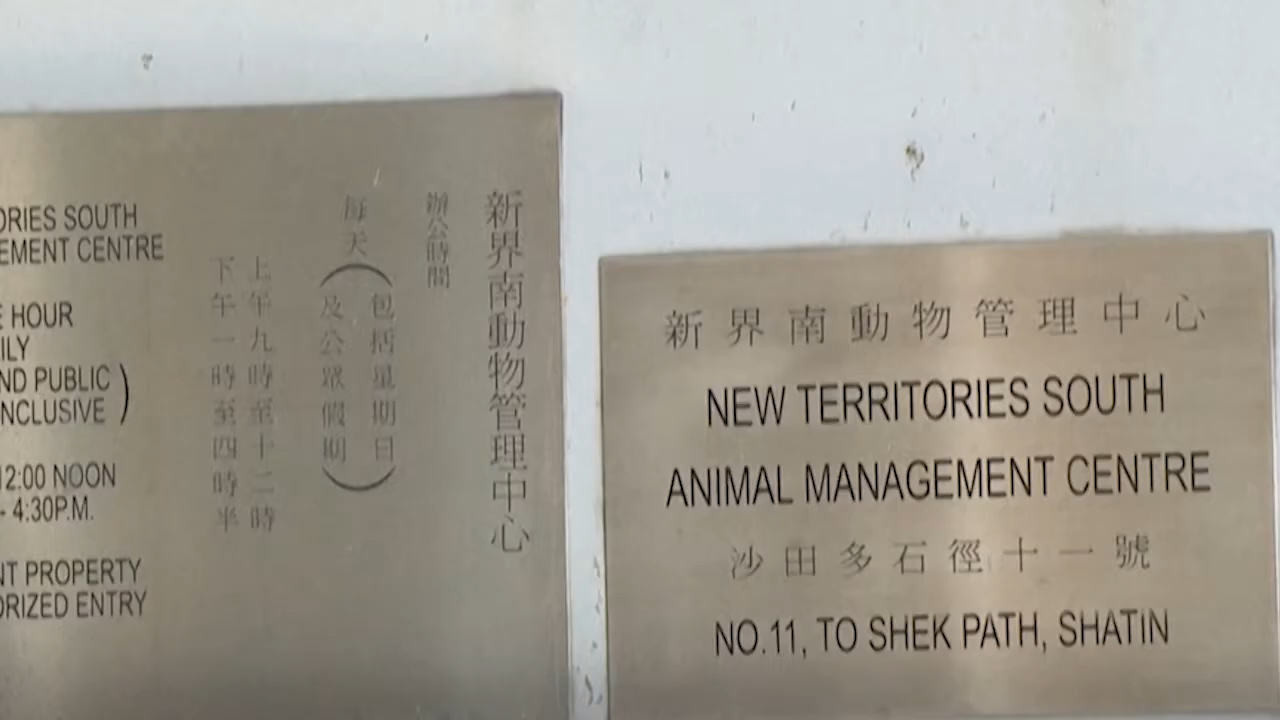 ORIES SOUTH
EMENT CENTRE
E HOUR
ILY
ND PUBLIC
NCLUSIVE )
12:00 NOON
- 4:30P.M.
NT PROPERTY
ORIZED ENTRY
新界南動物管理中心
辦公時間
每天
(包括星期日
及公眾假期)
上午九時至十二時
下午一時至四時半
新界南動物管理中心
NEW TERRITORIES SOUTH
ANIMAL MANAGEMENT CENTRE
沙田多石徑十一號
NO.11, TO SHEK PATH, SHATIN